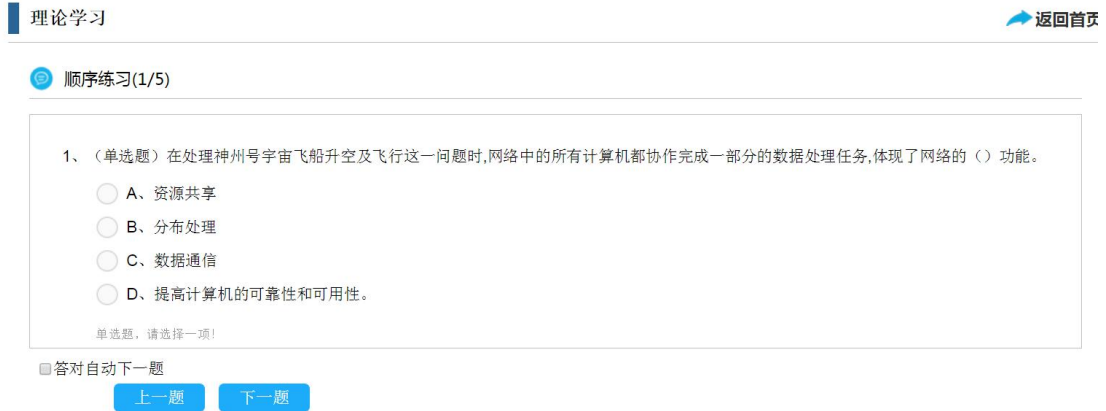 理论学习
返回首页
顺序练习(1/5)
1、（单选题）在处理神州号宇宙飞船升空及飞行这一问题时,网络中的所有计算机都协作完成一部分的数据处理任务,体现了网络的（）功能。
A、资源共享
B、分布处理
C、数据通信
D、提高计算机的可靠性和可用性。
单选题，请选择一项!
答对自动下一题
上一题 下一题